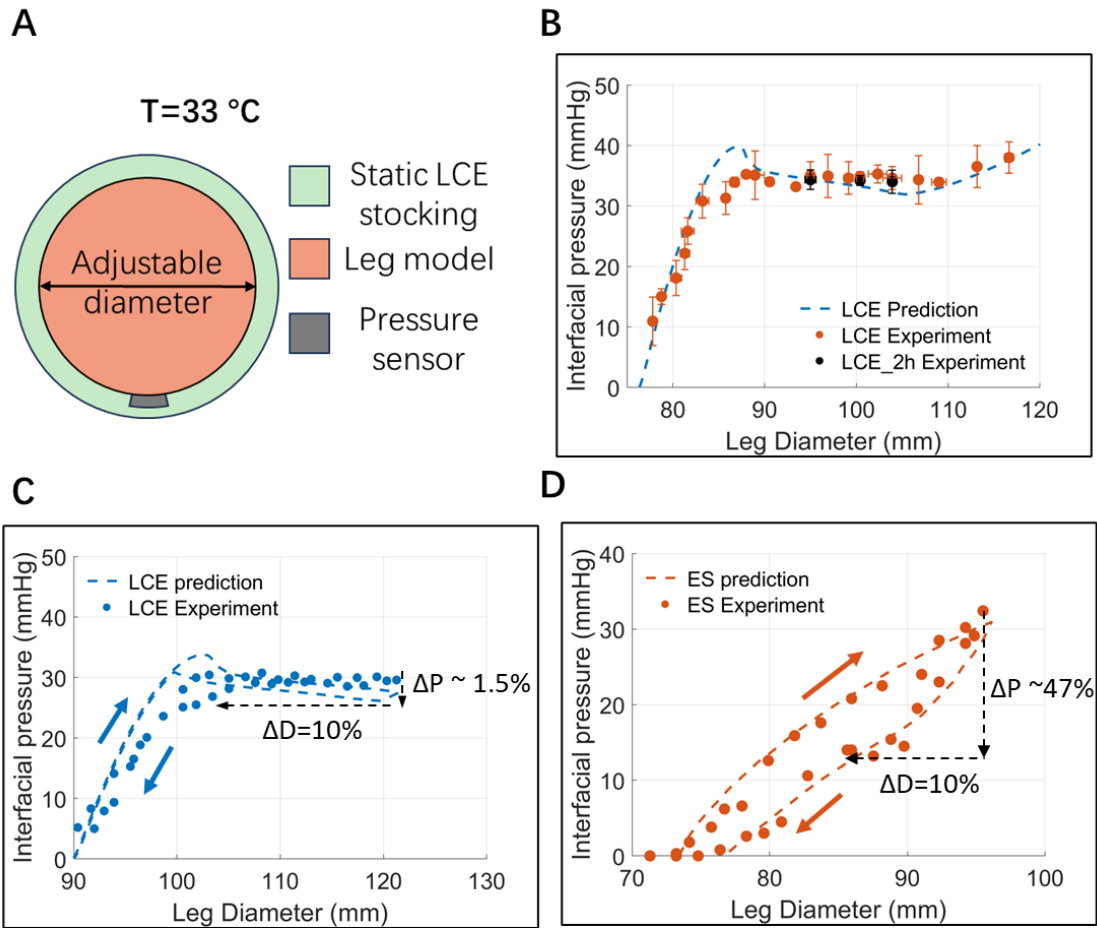 A
T=33 °C
Adjustable
diameter
Static LCE
stocking
Leg model
Pressure
sensor
B
Interfacial pressure (mmHg)
50
40
30
20
10
0
80
90
100
110
120
Leg Diameter (mm)
LCE Prediction
LCE Experiment
LCE_2h Experiment
C
Interfacial pressure (mmHg)
50
40
30
20
10
0
90
100
110
120
130
Leg Diameter (mm)
LCE prediction
LCE Experiment
ΔP ~ 1.5%
ΔD=10%
D
Interfacial pressure (mmHg)
40
30
20
10
0
70
80
90
100
Leg Diameter (mm)
ES prediction
ES Experiment
ΔP ~47%
ΔD=10%